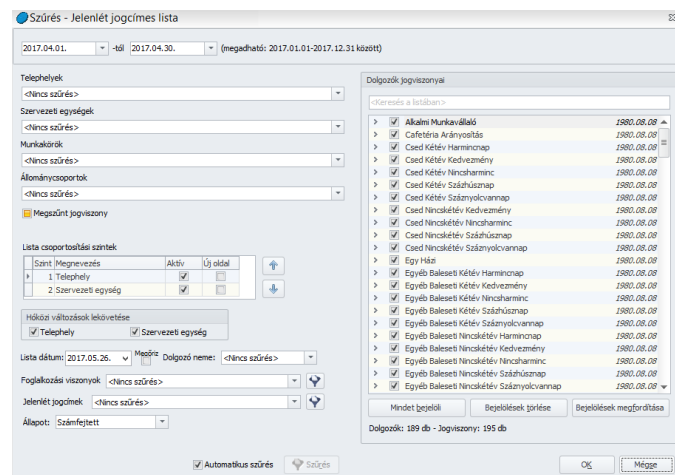 Szűrés - Jelenlét jogcímes lista
2017.04.01. -tól 2017.04.30. (megadható: 2017.01.01-2017.12.31 között)
Telephelyek
<Nincs szűrés>
Szervezeti egységek
<Nincs szűrés>
Munkakörök
<Nincs szűrés>
Állománycsoportok
<Nincs szűrés>
Megszűnt jogviszony
Lista csoportosítási szintek
Szint Megnevezés Aktív Új oldal
1 Telephely
2 Szervezeti egység
Hóközi változások lekövetése
Telephely Szervezeti egység
Lista dátum: 2017.05.26. Megőriz Dolgozó neme: <Nincs szűrés>
Foglalkozási viszonyok <Nincs szűrés>
Jelenlét jogcímek <Nincs szűrés>
Állapot: Számfejtett
Automatikus szűrés Szűrés
Dolgozók jogviszonyai
<Keresés a listában>
Alkalmi Munkavállaló 1980.08.08
Cafetéria Arányosítás 1980.08.08
Csed Kétév Harmincnap 1980.08.08
Csed Kétév Kedvezmény 1980.08.08
Csed Kétév Nincsharminc 1980.08.08
Csed Kétév Százhúsznap 1980.08.08
Csed Kétév Száznyolcvannap 1980.08.08
Csed Nincskétév Kedvezmény 1980.08.08
Csed Nincskétév Nincsharminc 1980.08.08
Csed Nincskétév Százhúsznap 1980.08.08
Csed Nincskétév Száznyolcvannap 1980.08.08
Egy Házi 1980.08.08
Egyéb Baleseti Kétév Harmincnap 1980.08.08
Egyéb Baleseti Kétév Kedvezmény 1980.08.08
Egyéb Baleseti Kétév Nincsharminc 1980.08.08
Egyéb Baleseti Kétév Százhúsznap 1980.08.08
Egyéb Baleseti Kétév Száznyolcvannap 1980.08.08
Egyéb Baleseti Nincskétév Harmincnap 1980.08.08
Egyéb Baleseti Nincskétév Kedvezmény 1980.08.08
Egyéb Baleseti Nincskétév Nincsharminc 1980.08.08
Egyéb Baleseti Nincskétév Százhúsznap 1980.08.08
Egyéb Baleseti Nincskétév Száznyolcvannap 1980.08.08
Mindet bejelöli Bejelölések törlése Bejelölések megfordítása
Dolgozók: 189 db - Jogviszony: 195 db
OK Mégse